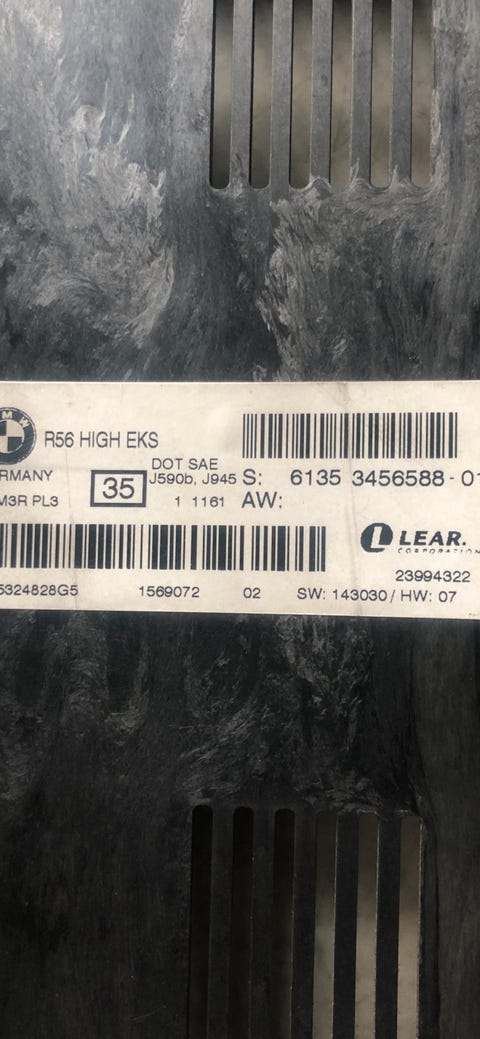 BMW
R56 HIGH EKS
RMANY
M3R PL3
35
DOT SAE
J590b, J945
1 1161
S: 6135 3456588-01
AW:
LEAR.
CORPORATION
23994322
5324828G5
1569072
02
SW: 143030 / HW: 07